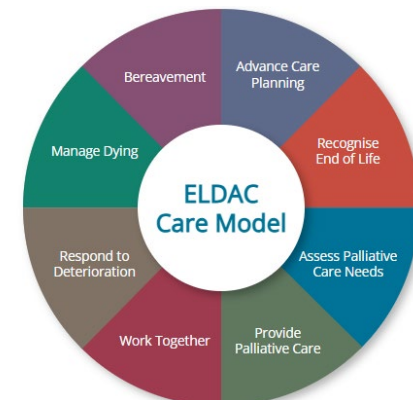 ELDAC
Care Model
Advance Care
Planning
Recognise
End of Life
Assess Palliative
Care Needs
Provide
Palliative Care
Work Together
Respond to
Deterioration
Manage Dying
Bereavement